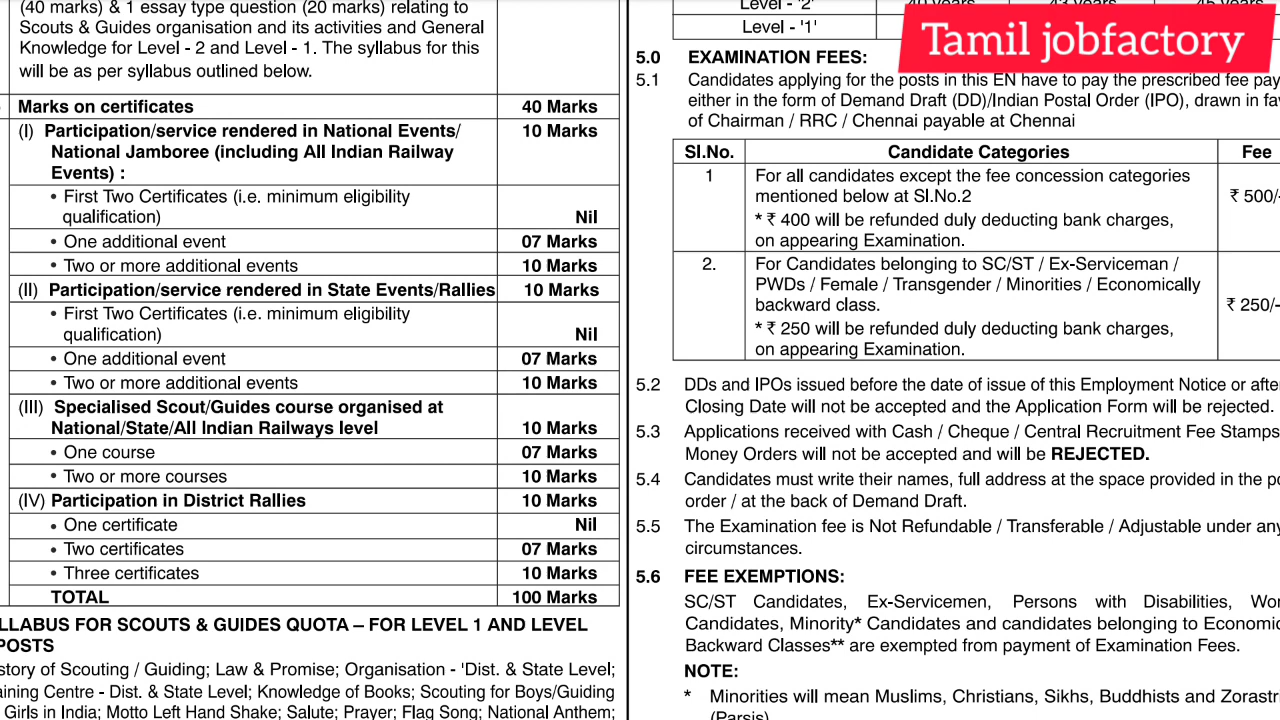 (40 marks) & 1 essay type question (20 marks) relating to
Scouts & Guides organisation and its activities and General
Knowledge for Level - 2 and Level - 1. The syllabus for this
will be as per syllabus outlined below.
Marks on certificates 40 Marks
(I) Participation/service rendered in National Events/ 10 Marks
National Jamboree (including All Indian Railway
Events) :
• First Two Certificates (i.e. minimum eligibility
qualification) Nil
• One additional event 07 Marks
• Two or more additional events 10 Marks
(II) Participation/service rendered in State Events/Rallies 10 Marks
• First Two Certificates (i.e. minimum eligibility
qualification) Nil
• One additional event 07 Marks
• Two or more additional events 10 Marks
(III) Specialised Scout/Guides course organised at
National/State/All Indian Railways level 10 Marks
• One course 07 Marks
• Two or more courses 10 Marks
(IV) Participation in District Rallies 10 Marks
• One certificate Nil
• Two certificates 07 Marks
• Three certificates 10 Marks
TOTAL 100 Marks
LLABUS FOR SCOUTS & GUIDES QUOTA – FOR LEVEL 1 AND LEVEL
POSTS
story of Scouting / Guiding; Law & Promise; Organisation - 'Dist. & State Level;
aining Centre - Dist. & State Level; Knowledge of Books; Scouting for Boys/Guiding
Girls in India; Motto Left Hand Shake; Salute; Prayer; Flag Song; National Anthem;
Level - '2'
Level - '1'
Tamil jobfactory
5.0 EXAMINATION FEES:
5.1 Candidates applying for the posts in this EN have to pay the prescribed fee pay
either in the form of Demand Draft (DD)/Indian Postal Order (IPO), drawn in fa
of Chairman / RRC / Chennai payable at Chennai
Sl.No. Candidate Categories Fee
1 For all candidates except the fee concession categories
mentioned below at Sl.No.2 ₹ 500/-
* ₹ 400 will be refunded duly deducting bank charges,
on appearing Examination.
2. For Candidates belonging to SC/ST / Ex-Serviceman /
PWDs / Female / Transgender / Minorities / Economically
backward class. ₹ 250/-
* ₹ 250 will be refunded duly deducting bank charges,
on appearing Examination.
5.2 DDs and IPOs issued before the date of issue of this Employment Notice or after
Closing Date will not be accepted and the Application Form will be rejected.
5.3 Applications received with Cash / Cheque / Central Recruitment Fee Stamps
Money Orders will not be accepted and will be REJECTED.
5.4 Candidates must write their names, full address at the space provided in the po
order / at the back of Demand Draft.
5.5 The Examination fee is Not Refundable / Transferable / Adjustable under any
circumstances.
5.6 FEE EXEMPTIONS:
SC/ST Candidates, Ex-Servicemen, Persons with Disabilities, Wo
Candidates, Minority* Candidates and candidates belonging to Economic
Backward Classes** are exempted from payment of Examination Fees.
NOTE:
* Minorities will mean Muslims, Christians, Sikhs, Buddhists and Zorastri
(Parsis)